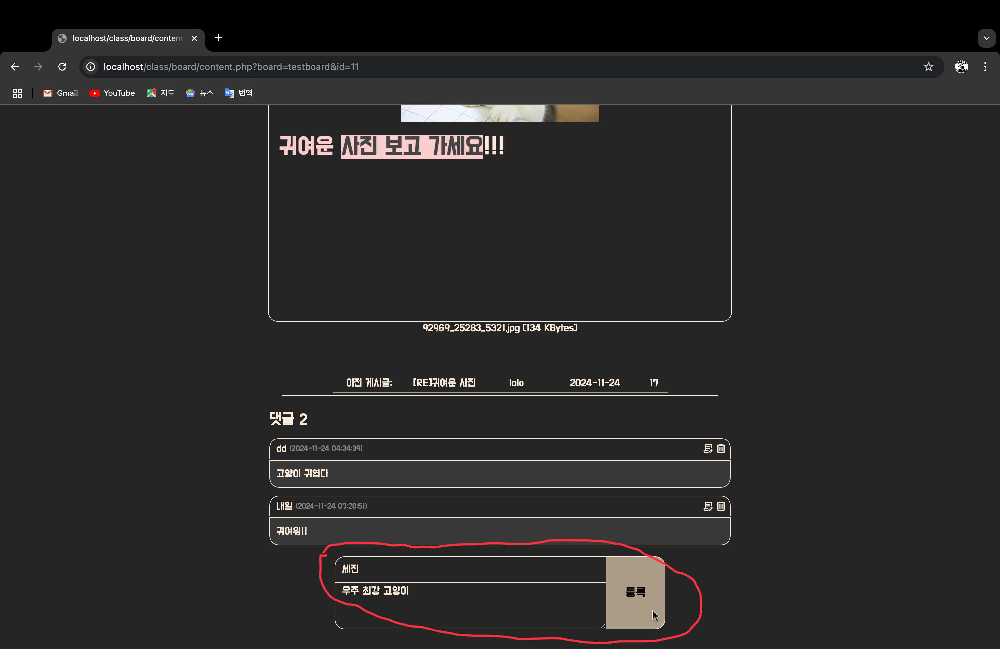 localhost/class/board/content
localhost/class/board/content.php?board=testboard&id=11
Gmail YouTube 지도 뉴스 번역
귀여운 사진 보고 가세요!!!
92969_25283_5321.jpg [134 KBytes]
이전 게시글: [RE]귀여운 사진 lolo 2024-11-24 17
댓글 2
dd (2024-11-24 04:34:39)
고양이 귀엽다
내일 (2024-11-24 07:20:51)
귀여워!!
세진
우주 최강 고양이
등록